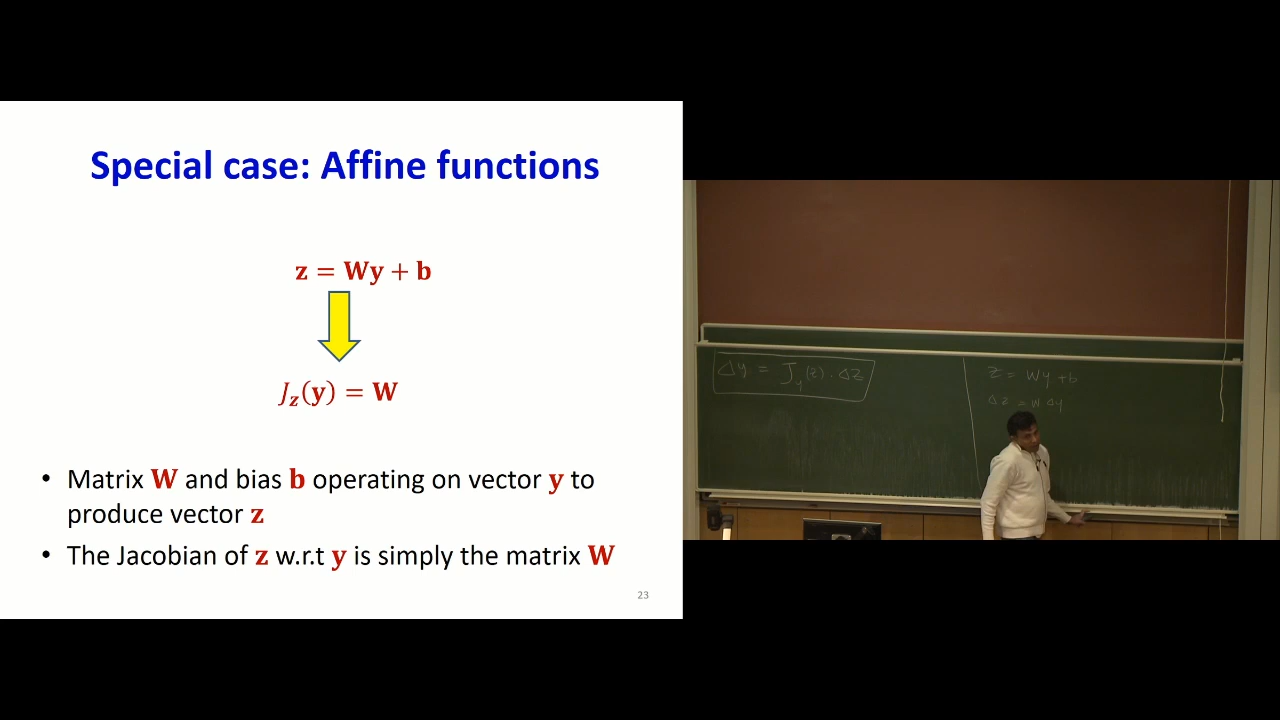 Special case: Affine functions
z = Wy + b
J_z(y) = W
• Matrix W and bias b operating on vector y to
produce vector z
• The Jacobian of z w.r.t y is simply the matrix W
23
Δy = J_y(z) · Δz
z = Wy + b
Δz = W Δy